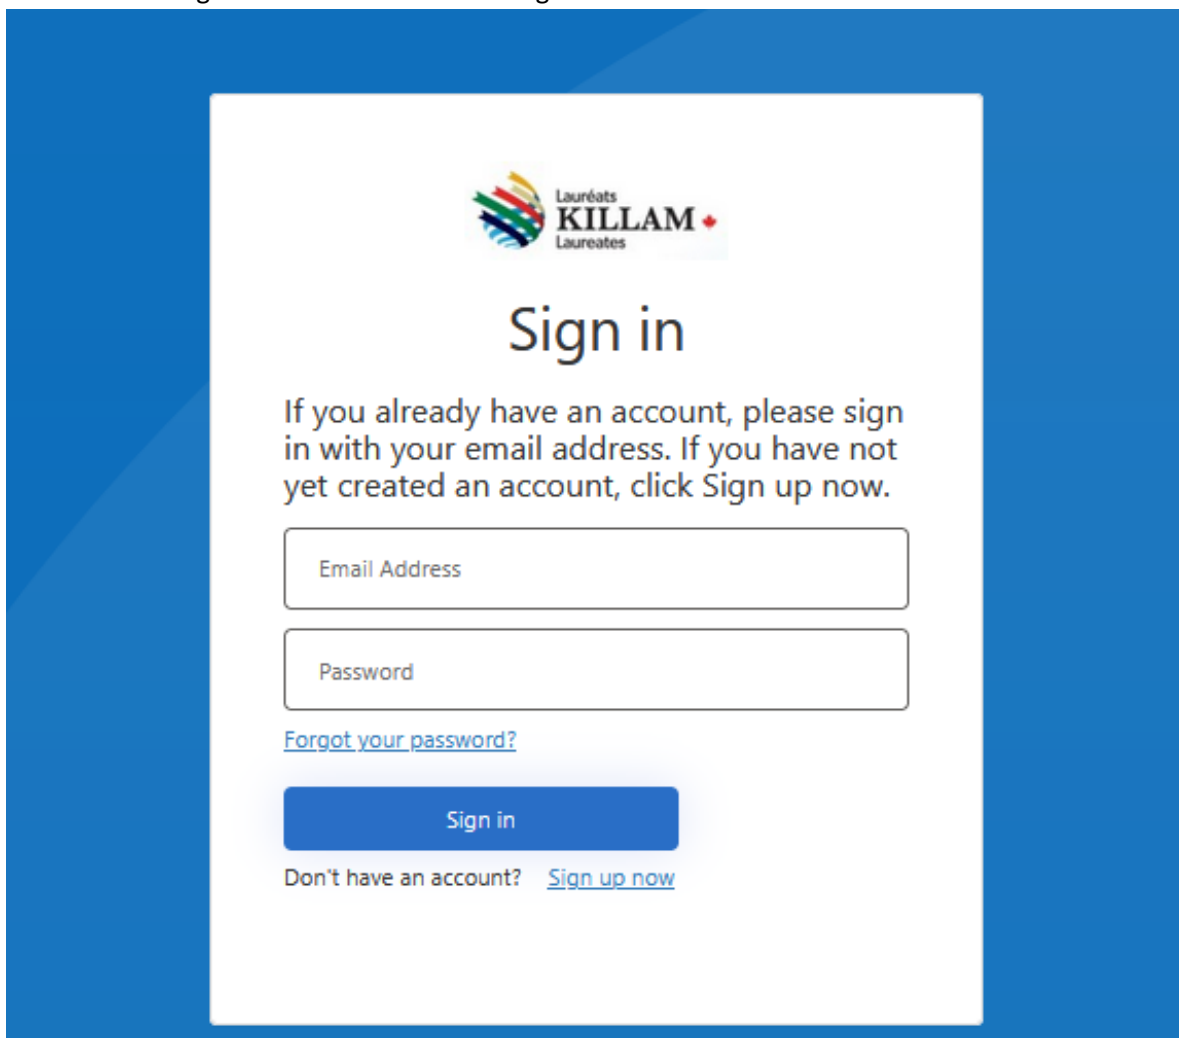 Lauréats
KILLAM
Laureates
Sign in
If you already have an account, please sign
in with your email address. If you have not
yet created an account, click Sign up now.
Email Address
Password
Forgot your password?
Sign in
Don't have an account? Sign up now